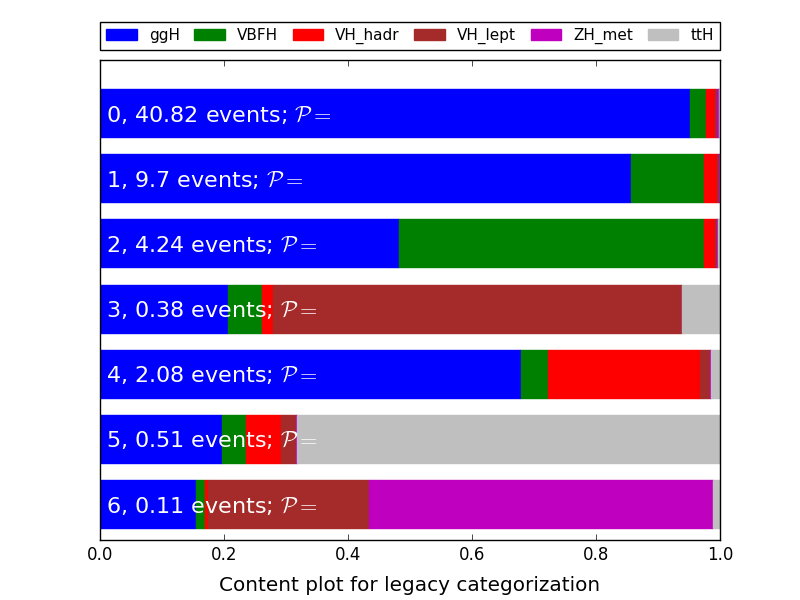 ggH VBFH VH_hadr VH_lept ZH_met ttH
0, 40.82 events; 𝒫 =
1, 9.7 events; 𝒫 =
2, 4.24 events; 𝒫 =
3, 0.38 events; 𝒫 =
4, 2.08 events; 𝒫 =
5, 0.51 events; 𝒫 =
6, 0.11 events; 𝒫 =
0.0 0.2 0.4 0.6 0.8 1.0
Content plot for legacy categorization